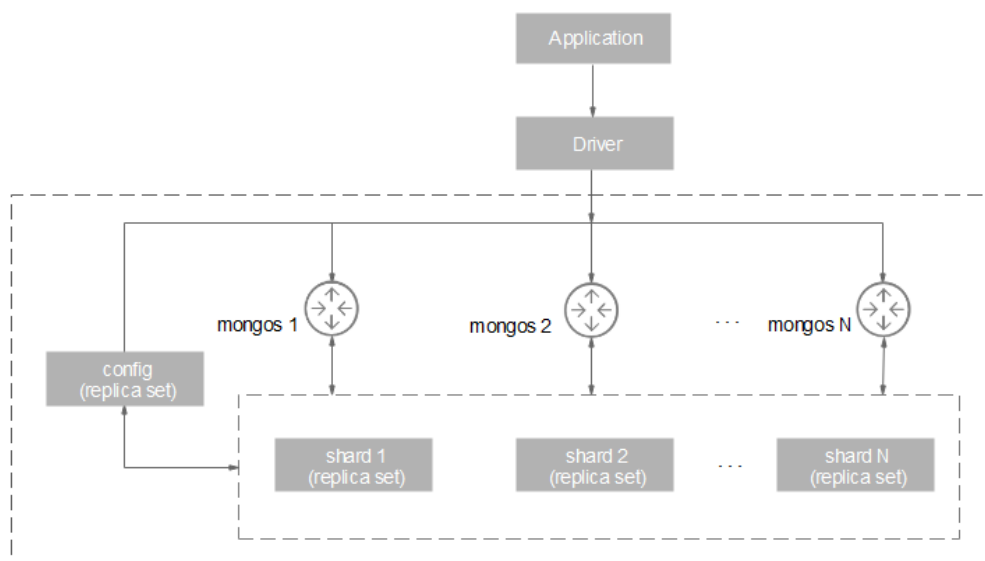 Application
Driver
mongos 1
mongos 2
. . .
mongos N
config
(replica set)
shard 1
(replica set)
shard 2
(replica set)
. . .
shard N
(replica set)